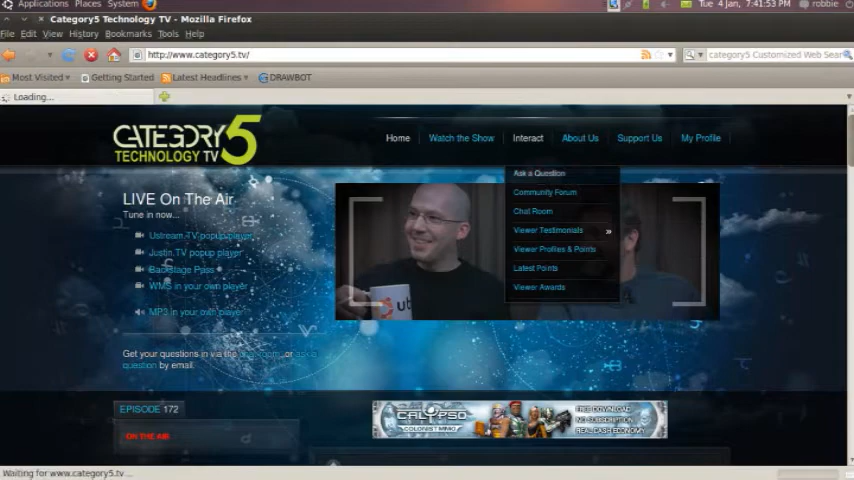 Applications Places System
Tue 4 Jan, 7:41:53 PM robbie
Category5 Technology TV - Mozilla Firefox
File Edit View History Bookmarks Tools Help
http://www.category5.tv/
category5 Customized Web Sear
Most Visited Getting Started Latest Headlines DRAWBOT
Loading...
CATEGORY 5
TECHNOLOGY TV
Home Watch the Show Interact About Us Support Us My Profile
Ask a Question
Community Forum
Chat Room
Viewer Testimonials »
Viewer Profiles & Points
Latest Points
Viewer Awards
LIVE On The Air
Tune in now...
Ustream.TV popup player
Justin.TV popup player
Backstage Pass
WMS in your own player
MP3 in your own player
Get your questions in via the chat room, or ask a
question by email.
ub
EPISODE 172
ON THE AIR
CALYPSO
COLONIST MMO
FREE DOWNLOAD
NO SUBSCRIPTION
REAL CASH ECONOMY
Waiting for www.category5.tv ...